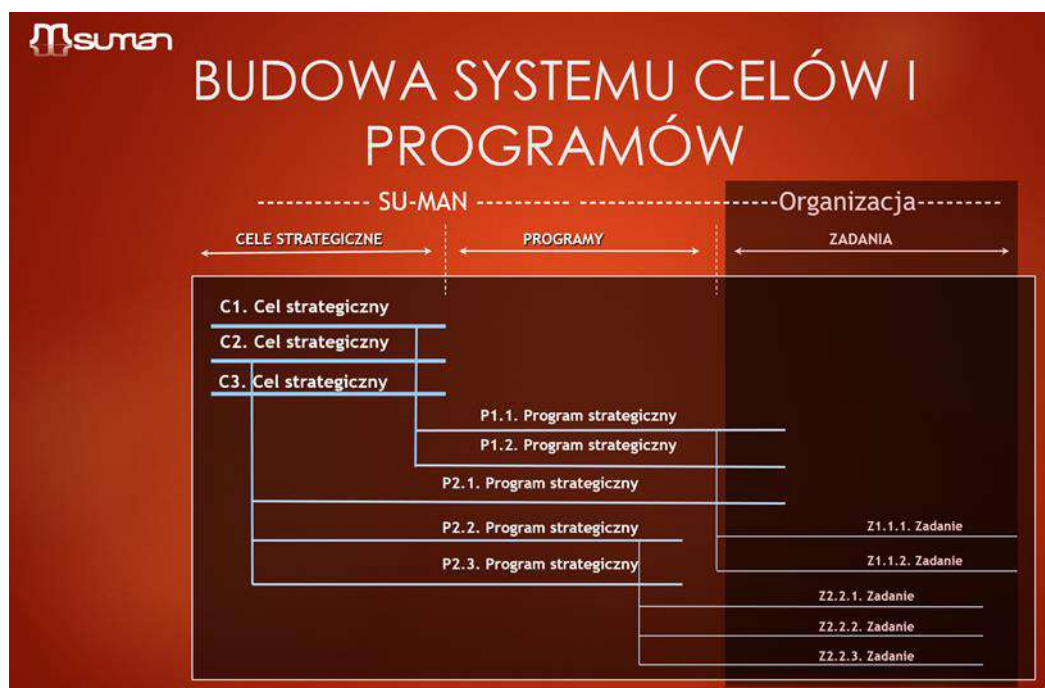 suman
BUDOWA SYSTEMU CELÓW I
PROGRAMÓW
----------- SU-MAN --------- --------------------Organizacja---------
CELE STRATEGICZNE PROGRAMY ZADANIA
C1. Cel strategiczny
C2. Cel strategiczny
C3. Cel strategiczny
P1.1. Program strategiczny
P1.2. Program strategiczny
P2.1. Program strategiczny
P2.2. Program strategiczny Z1.1.1. Zadanie
P2.3. Program strategiczny Z1.1.2. Zadanie
Z2.2.1. Zadanie
Z2.2.2. Zadanie
Z2.2.3. Zadanie